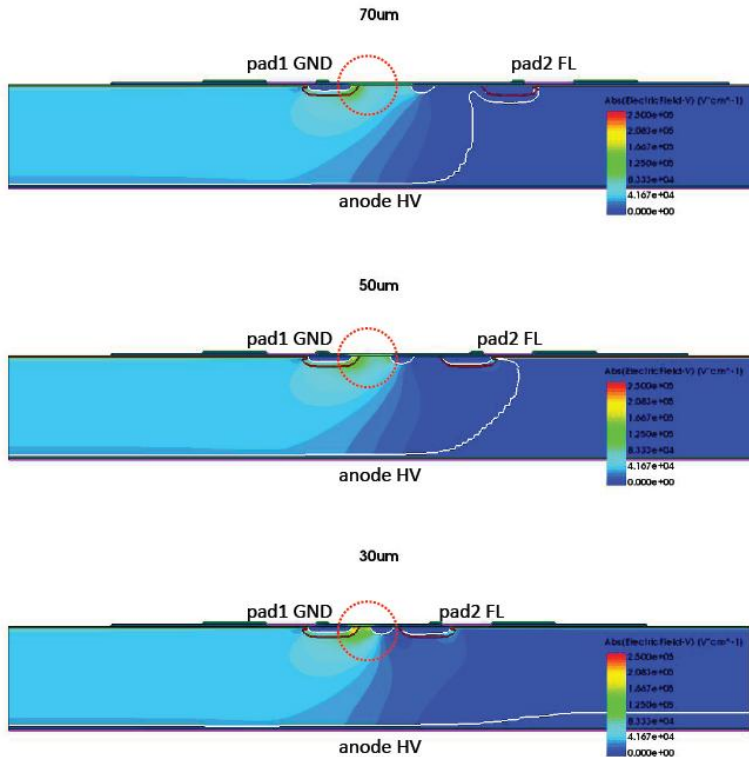 70um
pad1 GND
pad2 FL
Abs(ElectricField-V) (V*cm^-1)
2.500e+05
2.083e+05
1.667e+05
1.250e+05
8.333e+04
4.167e+04
0.000e+00
anode HV
50um
pad1 GND
pad2 FL
Abs(ElectricField-V) (V*cm^-1)
2.500e+05
2.083e+05
1.667e+05
1.250e+05
8.333e+04
4.167e+04
0.000e+00
anode HV
30um
pad1 GND
pad2 FL
Abs(ElectricField-V) (V*cm^-1)
2.500e+05
2.083e+05
1.667e+05
1.250e+05
8.333e+04
4.167e+04
0.000e+00
anode HV